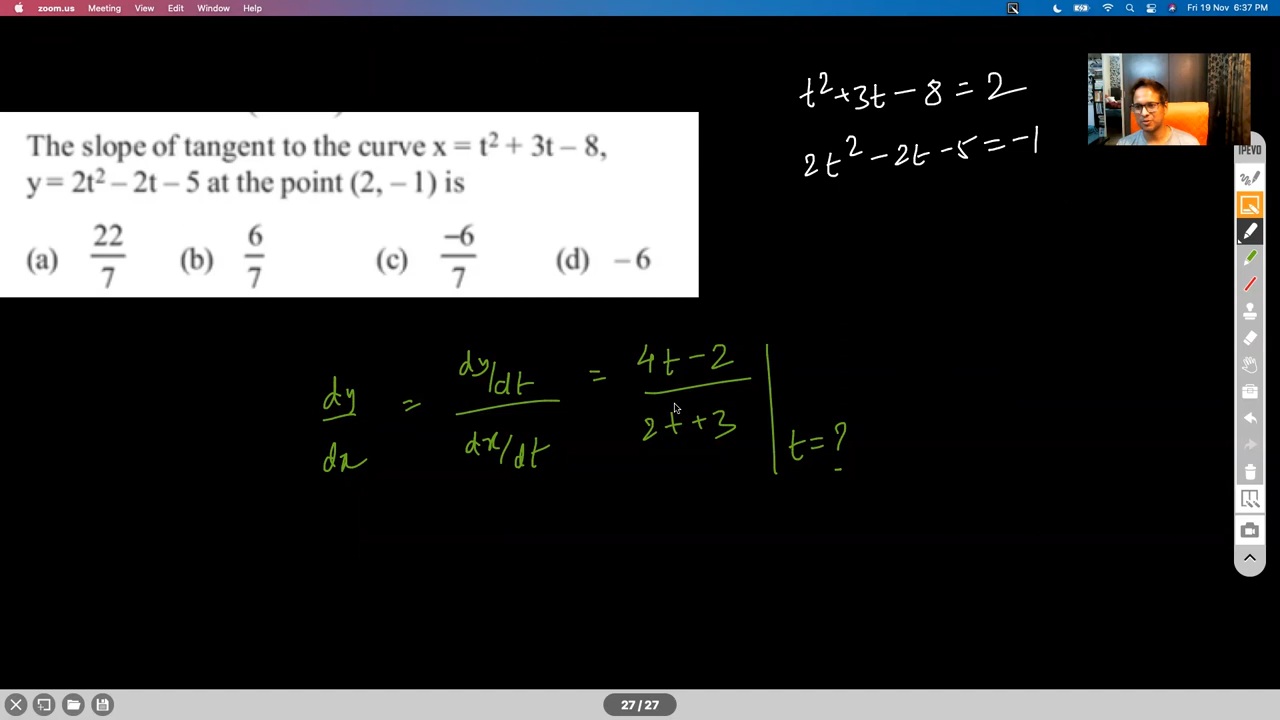 zoom.us Meeting View Edit Window Help Fri 19 Nov 6:37 PM
t² + 3t – 8 = 2
2t² – 2t – 5 = –1
IPEVO
The slope of tangent to the curve x = t² + 3t – 8,
y = 2t² – 2t – 5 at the point (2, – 1) is
(a) 22/7 (b) 6/7 (c) –6/7 (d) – 6
dy/dx = (dy/dt)/(dx/dt) = (4t – 2)/(2t + 3) | t = ?
27 / 27